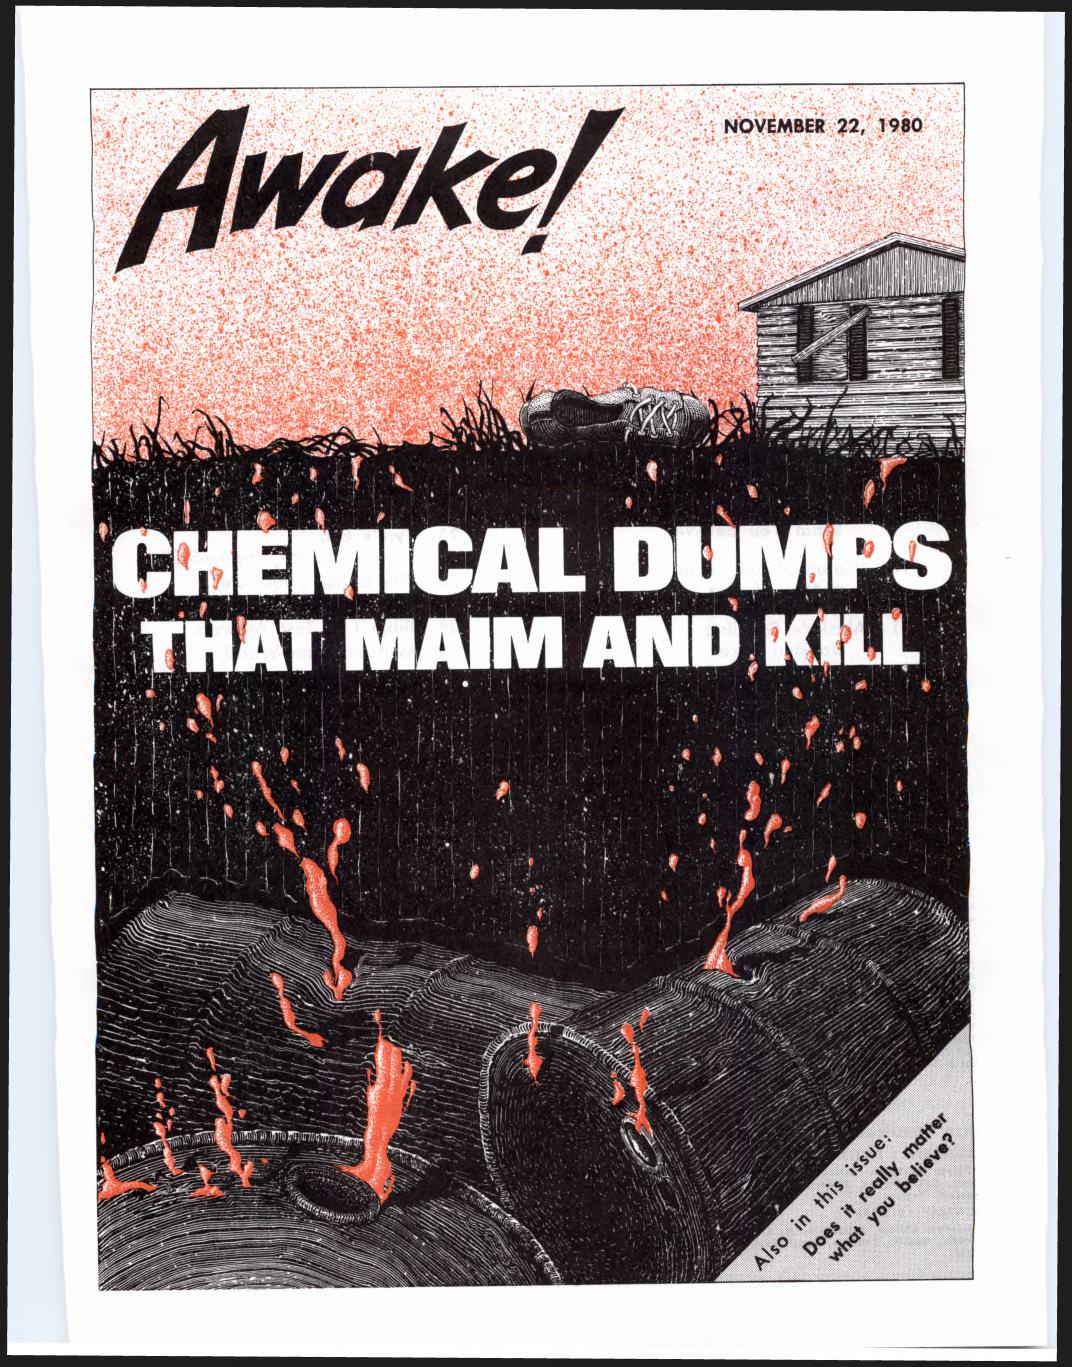 Awake!
NOVEMBER 22, 1980
CHEMICAL DUMPS
THAT MAIM AND KILL
Also in this issue:
Does it really matter
what you believe?